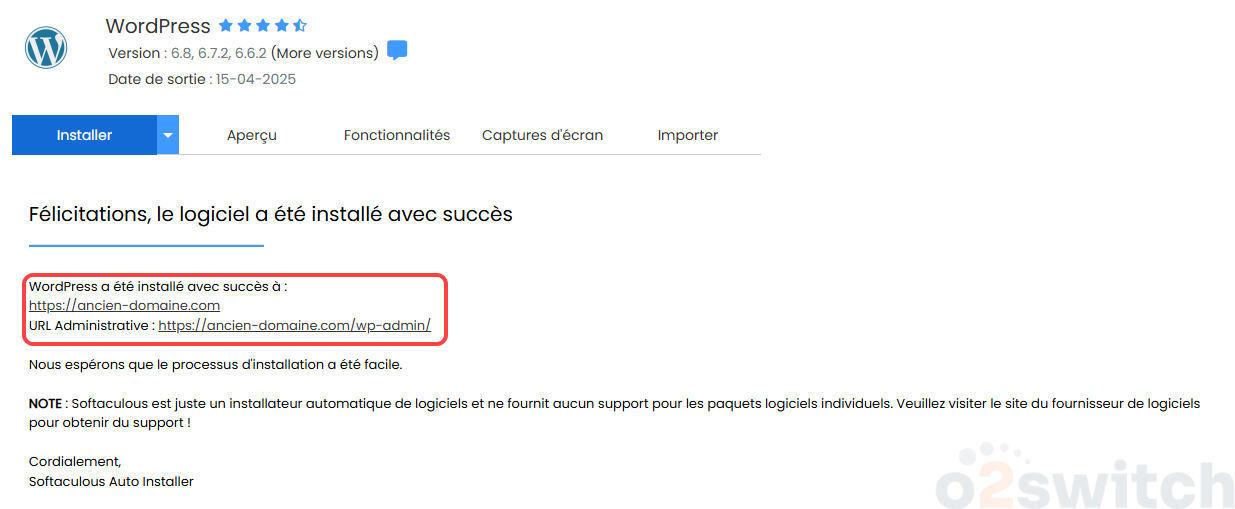 WordPress
Version : 6.8, 6.7.2, 6.6.2 (More versions)
Date de sortie : 15-04-2025
Installer
Aperçu
Fonctionnalités
Captures d'écran
Importer
Félicitations, le logiciel a été installé avec succès
WordPress a été installé avec succès à :
https://ancien-domaine.com
URL Administrative : https://ancien-domaine.com/wp-admin/
Nous espérons que le processus d'installation a été facile.
NOTE : Softaculous est juste un installateur automatique de logiciels et ne fournit aucun support pour les paquets logiciels individuels. Veuillez visiter le site du fournisseur de logiciels
pour obtenir du support !
Cordialement,
Softaculous Auto Installer
o2switch